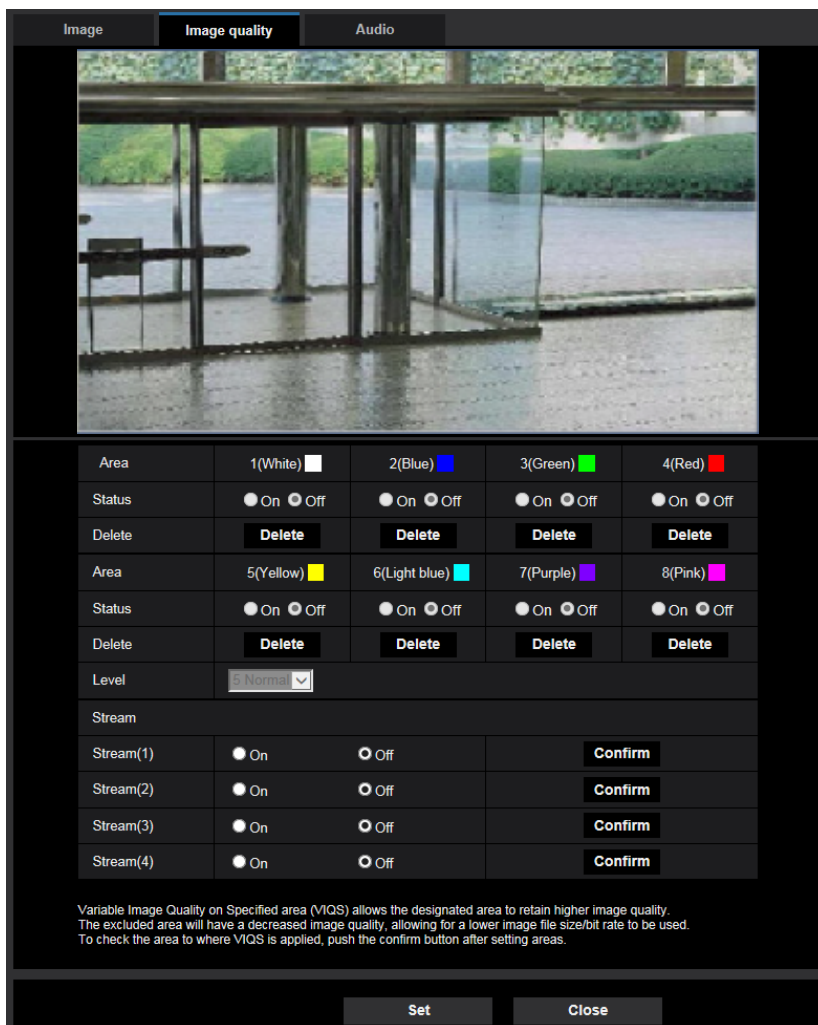 Image Image quality Audio
Area 1(White) 2(Blue) 3(Green) 4(Red)
Status On Off On Off On Off On Off
Delete Delete Delete Delete Delete
Area 5(Yellow) 6(Light blue) 7(Purple) 8(Pink)
Status On Off On Off On Off On Off
Delete Delete Delete Delete Delete
Level 5 Normal
Stream
Stream(1) On Off Confirm
Stream(2) On Off Confirm
Stream(3) On Off Confirm
Stream(4) On Off Confirm
Variable Image Quality on Specified area (VIQS) allows the designated area to retain higher image quality.
The excluded area will have a decreased image quality, allowing for a lower image file size/bit rate to be used.
To check the area to where VIQS is applied, push the confirm button after setting areas.
Set Close